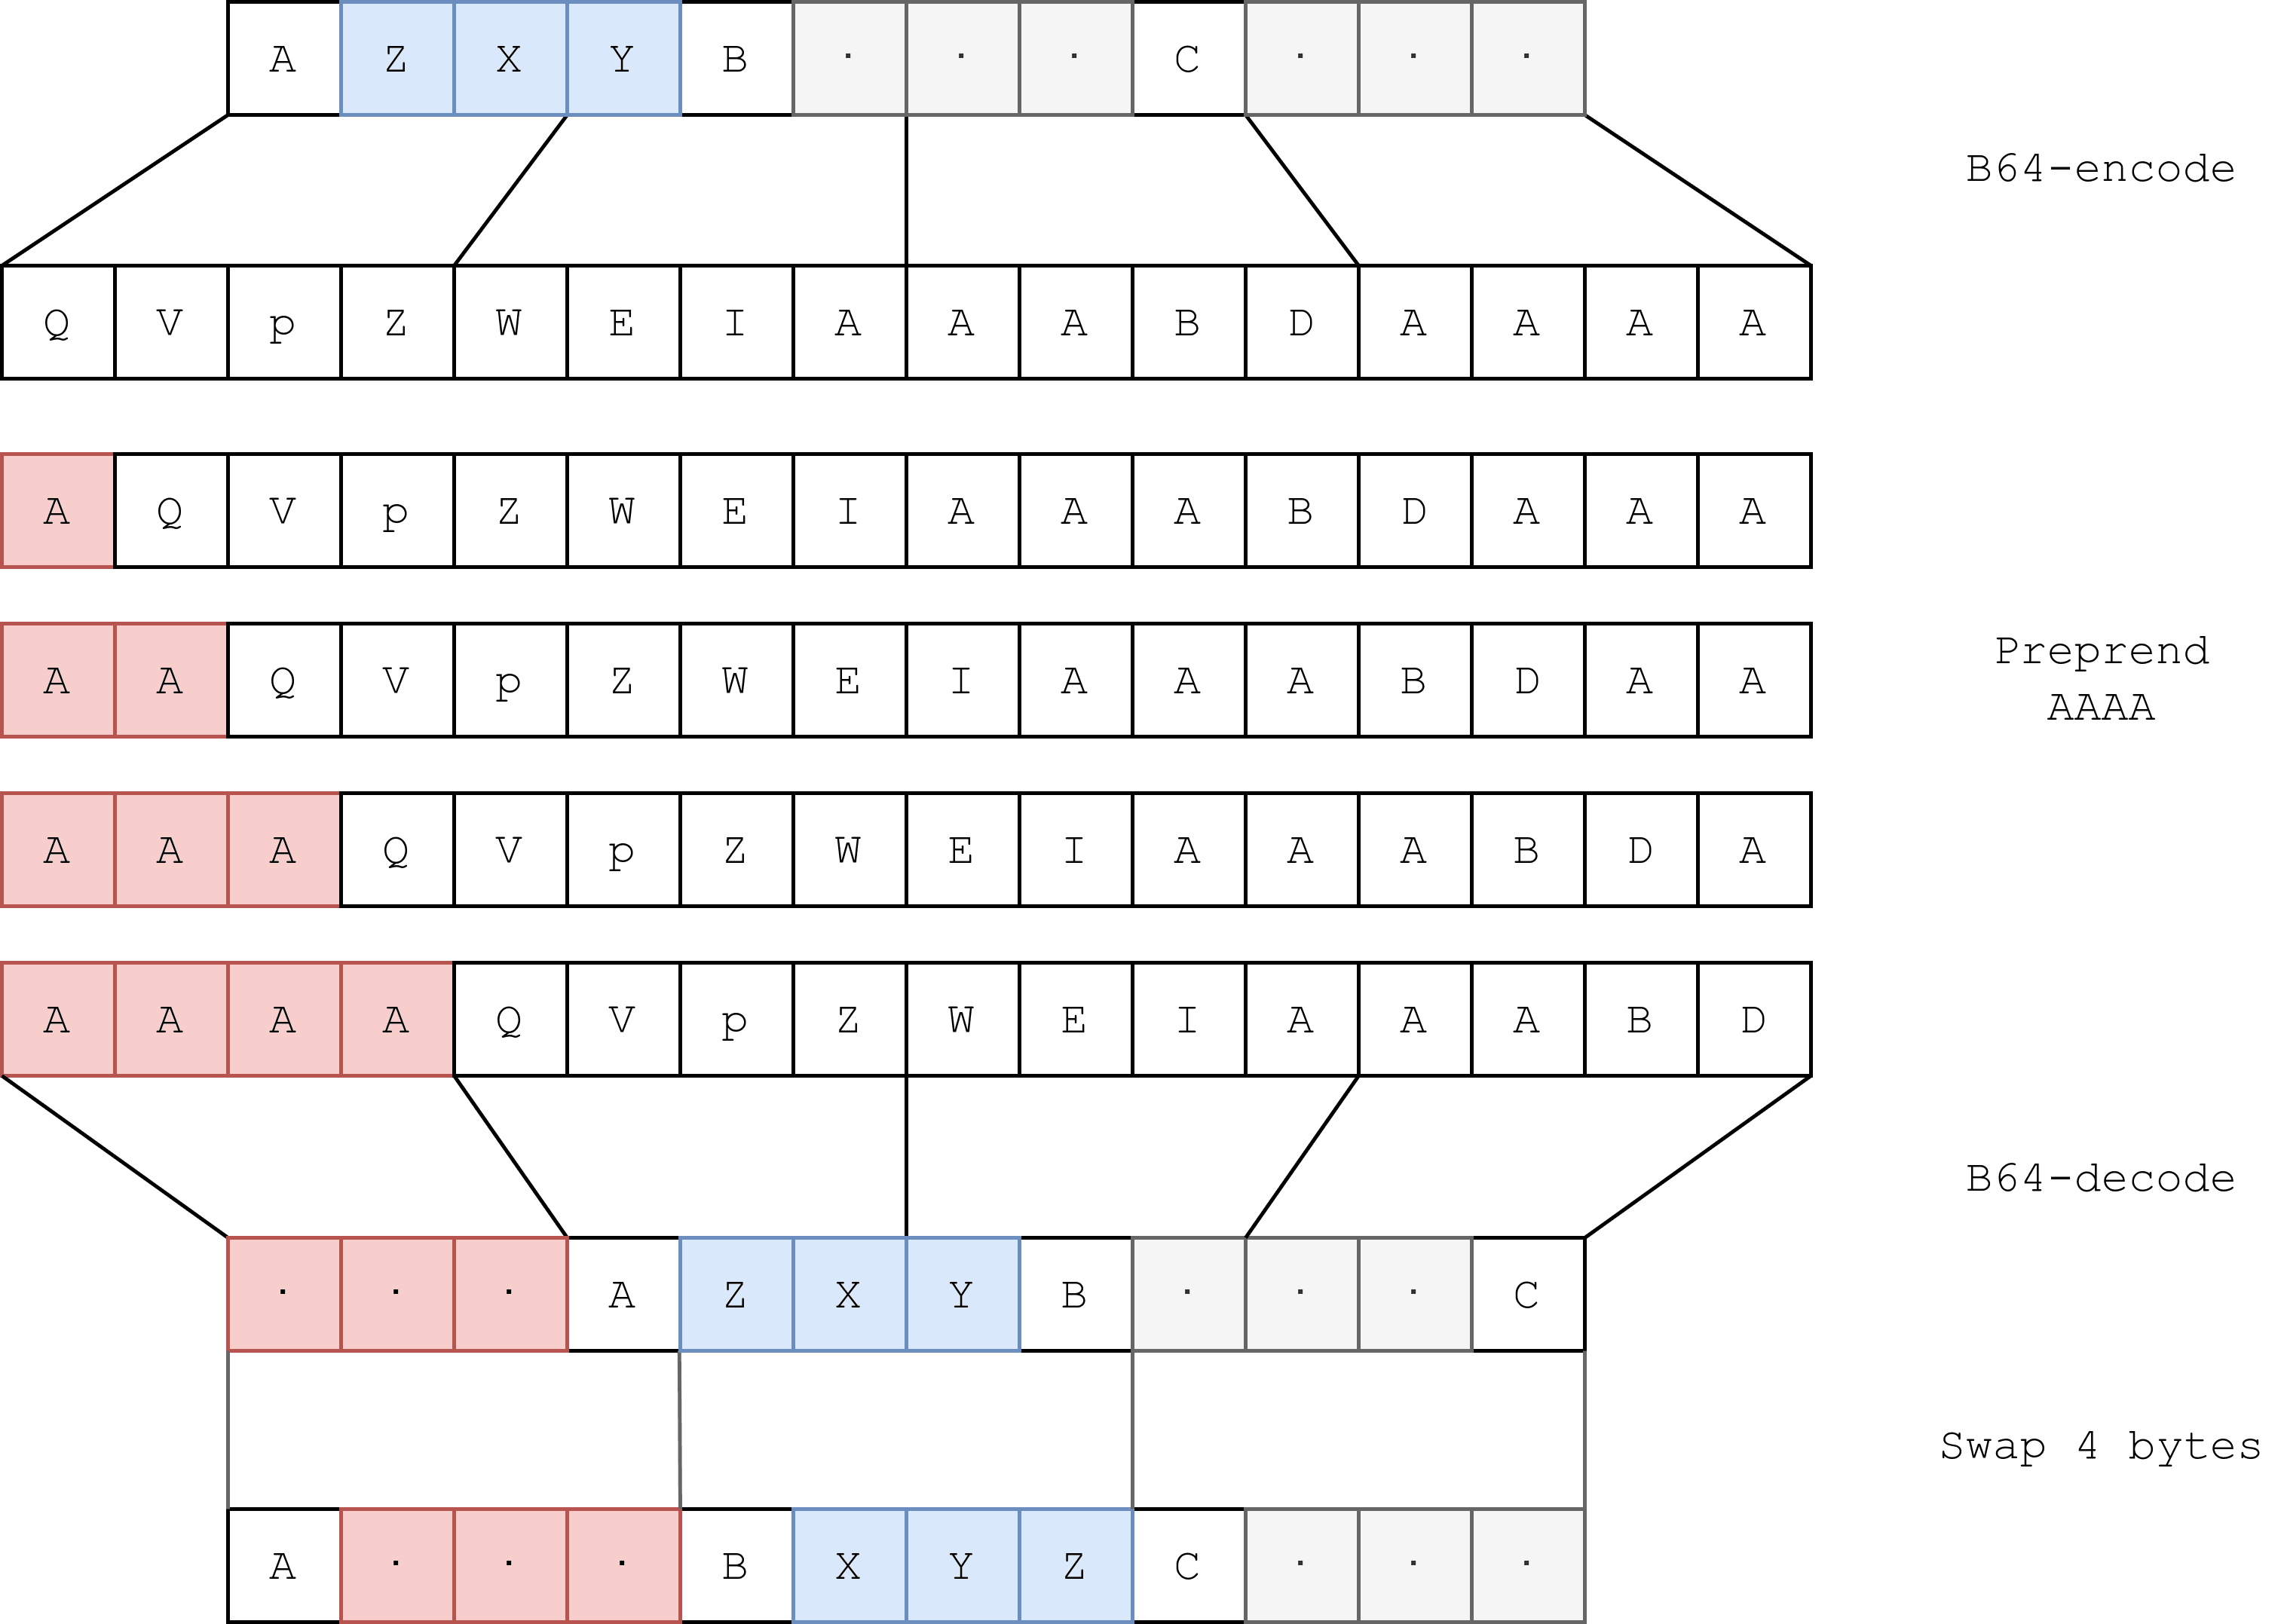 A Z X Y B · · · C · · ·
B64-encode
Q V p Z W E I A A A B D A A A A
A Q V p Z W E I A A A B D A A A
A A Q V p Z W E I A A A B D A A
Preprend
AAAA
A A A Q V p Z W E I A A A B D A
A A A A Q V p Z W E I A A A B D
B64-decode
· · · A Z X Y B · · · C
Swap 4 bytes
A · · · B X Y Z C · · ·